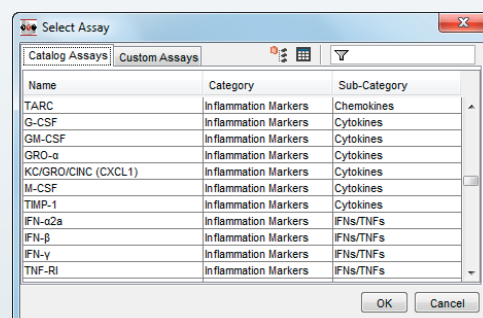 Select Assay
Catalog Assays Custom Assays
Name Category Sub-Category
TARC Inflammation Markers Chemokines
G-CSF Inflammation Markers Cytokines
GM-CSF Inflammation Markers Cytokines
GRO-α Inflammation Markers Cytokines
KC/GRO/CINC (CXCL1) Inflammation Markers Cytokines
M-CSF Inflammation Markers Cytokines
TIMP-1 Inflammation Markers Cytokines
IFN-α2a Inflammation Markers IFNs/TNFs
IFN-β Inflammation Markers IFNs/TNFs
IFN-γ Inflammation Markers IFNs/TNFs
TNF-RI Inflammation Markers IFNs/TNFs
OK Cancel